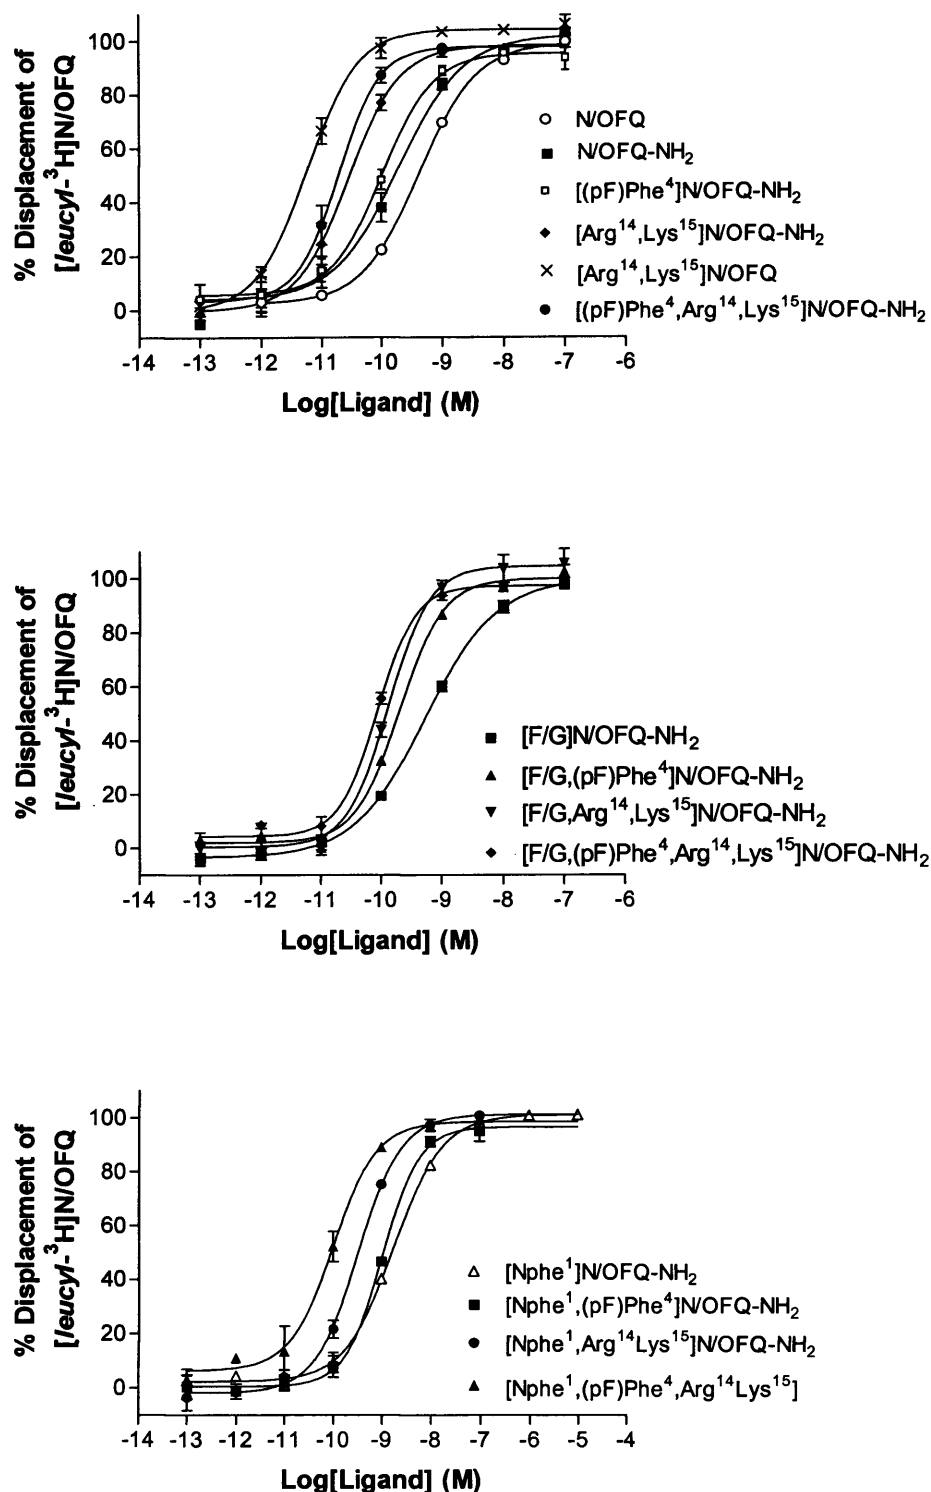 % Displacement of
[leucyl-³H]N/OFQ
100
80
60
40
20
0
-14 -13 -12 -11 -10 -9 -8 -7 -6
Log[Ligand] (M)
N/OFQ
N/OFQ-NH₂
[(pF)Phe⁴]N/OFQ-NH₂
[Arg¹⁴,Lys¹⁵]N/OFQ-NH₂
[Arg¹⁴,Lys¹⁵]N/OFQ
[(pF)Phe⁴,Arg¹⁴,Lys¹⁵]N/OFQ-NH₂
% Displacement of
[leucyl-³H]N/OFQ
100
80
60
40
20
0
-14 -13 -12 -11 -10 -9 -8 -7 -6
Log[Ligand] (M)
[F/G]N/OFQ-NH₂
[F/G,(pF)Phe⁴]N/OFQ-NH₂
[F/G,Arg¹⁴,Lys¹⁵]N/OFQ-NH₂
[F/G,(pF)Phe⁴,Arg¹⁴,Lys¹⁵]N/OFQ-NH₂
% Displacement of
[leucyl-³H]N/OFQ
100
80
60
40
20
0
-14 -13 -12 -11 -10 -9 -8 -7 -6 -5 -4
Log[Ligand] (M)
[Nphe¹]N/OFQ-NH₂
[Nphe¹,(pF)Phe⁴]N/OFQ-NH₂
[Nphe¹,Arg¹⁴Lys¹⁵]N/OFQ-NH₂
[Nphe¹,(pF)Phe⁴,Arg¹⁴Lys¹⁵]